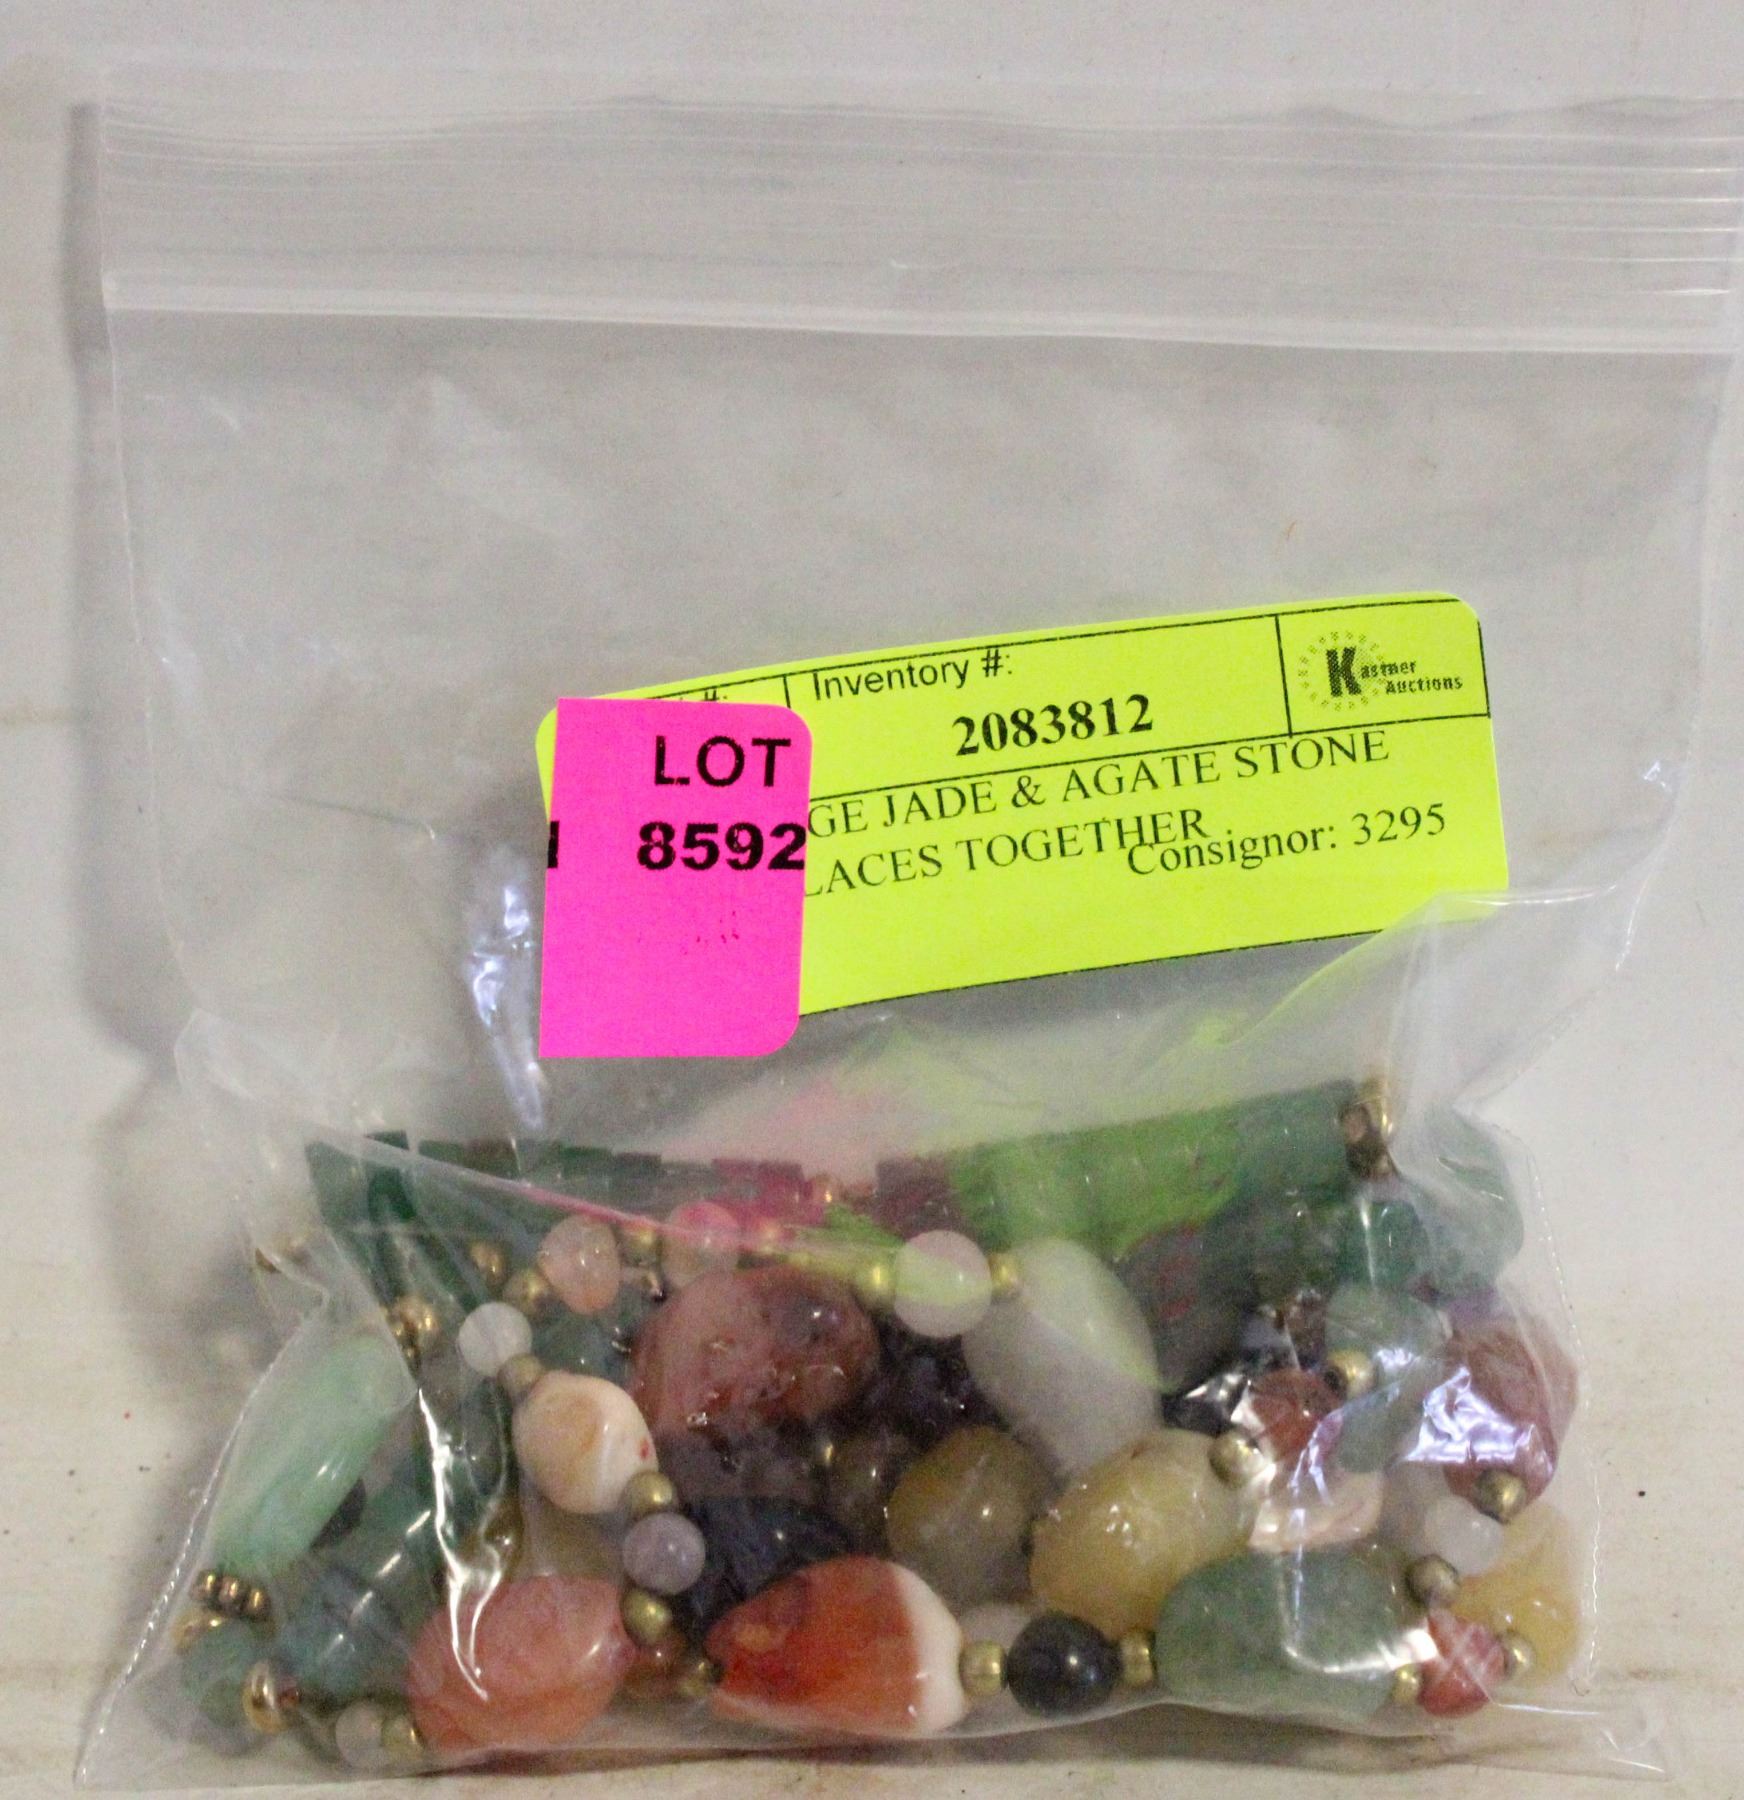 #:
Inventory #:
2083812
Kastner
Auctions
LOT
8592
GE JADE & AGATE STONE
LACES TOGETHER
Consignor: 3295